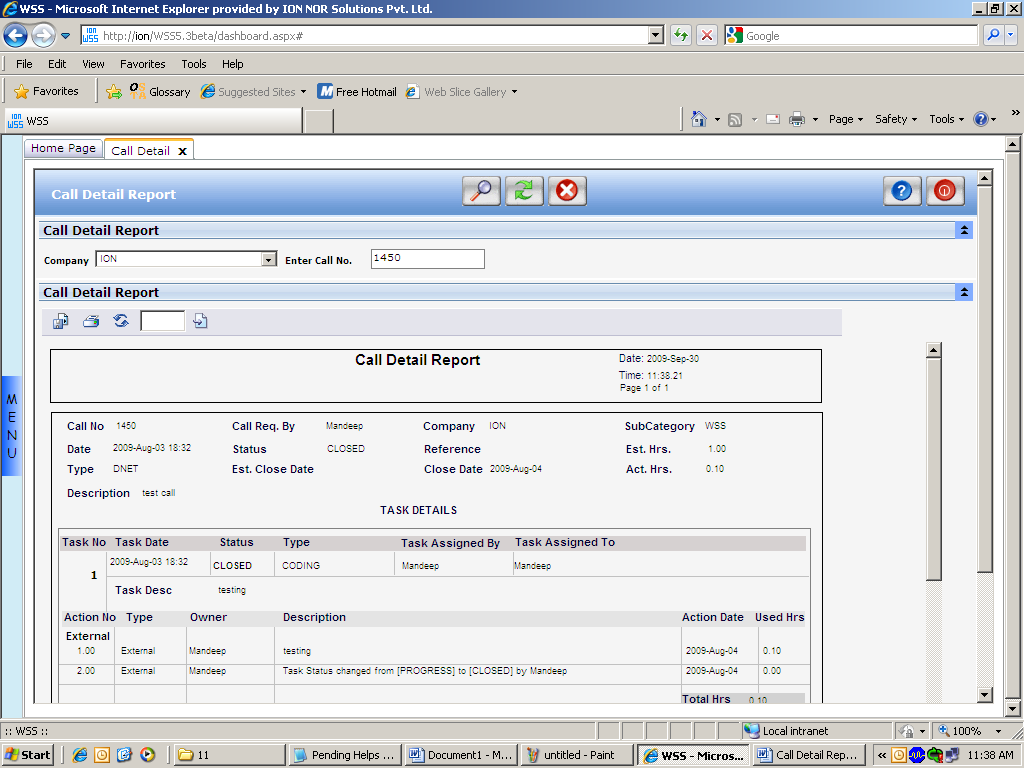 WSS - Microsoft Internet Explorer provided by ION NOR Solutions Pvt. Ltd.
ion WSS http://ion/WSS5.3beta/dashboard.aspx# Google
File Edit View Favorites Tools Help
Favorites Glossary Suggested Sites Free Hotmail Web Slice Gallery
ion WSS WSS Page Safety Tools »
Home Page Call Detail x
Call Detail Report
Call Detail Report
Company ION Enter Call No. 1450
Call Detail Report
Call Detail Report Date: 2009-Sep-30
Time: 11:38.21
Page 1 of 1
MENU
Call No 1450 Call Req. By Mandeep Company ION SubCategory WSS
Date 2009-Aug-03 18:32 Status CLOSED Reference Est. Hrs. 1.00
Type DNET Est. Close Date Close Date 2009-Aug-04 Act. Hrs. 0.10
Description test call
TASK DETAILS
Task No Task Date Status Type Task Assigned By Task Assigned To
1 2009-Aug-03 18:32 CLOSED CODING Mandeep Mandeep
Task Desc testing
Action No Type Owner Description Action Date Used Hrs
External
1.00 External Mandeep testing 2009-Aug-04 0.10
2.00 External Mandeep Task Status changed from [PROGRESS] to [CLOSED] by Mandeep 2009-Aug-04 0.00
Total Hrs 0.10
:: WSS :: Local intranet 100%
Start 11 Pending Helps ... Document1 - M... untitled - Paint WSS - Micros... Call Detail Rep... « 11:38 AM